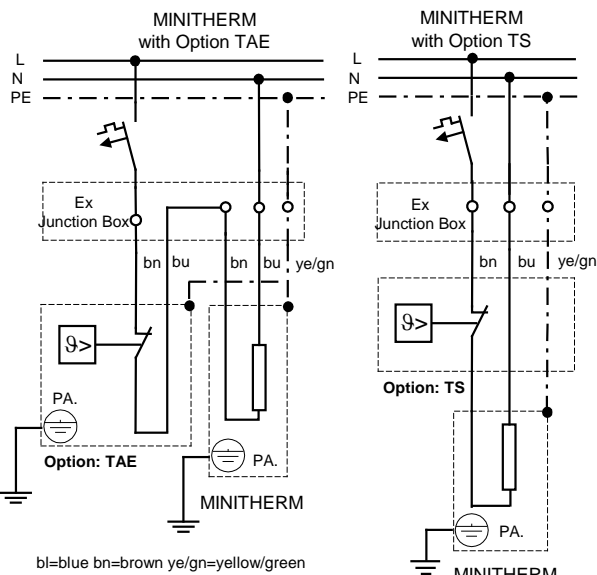 MINITHERM
with Option TAE
L
N
PE
Ex
Junction Box
bn
bu
bn
bu
ye/gn
ϑ>
PA.
Option: TAE
PA.
MINITHERM
bl=blue bn=brown ye/gn=yellow/green
MINITHERM
with Option TS
L
N
PE
Ex
Junction Box
bn
bu
ye/gn
ϑ>
Option: TS
PA.
MINITHERM